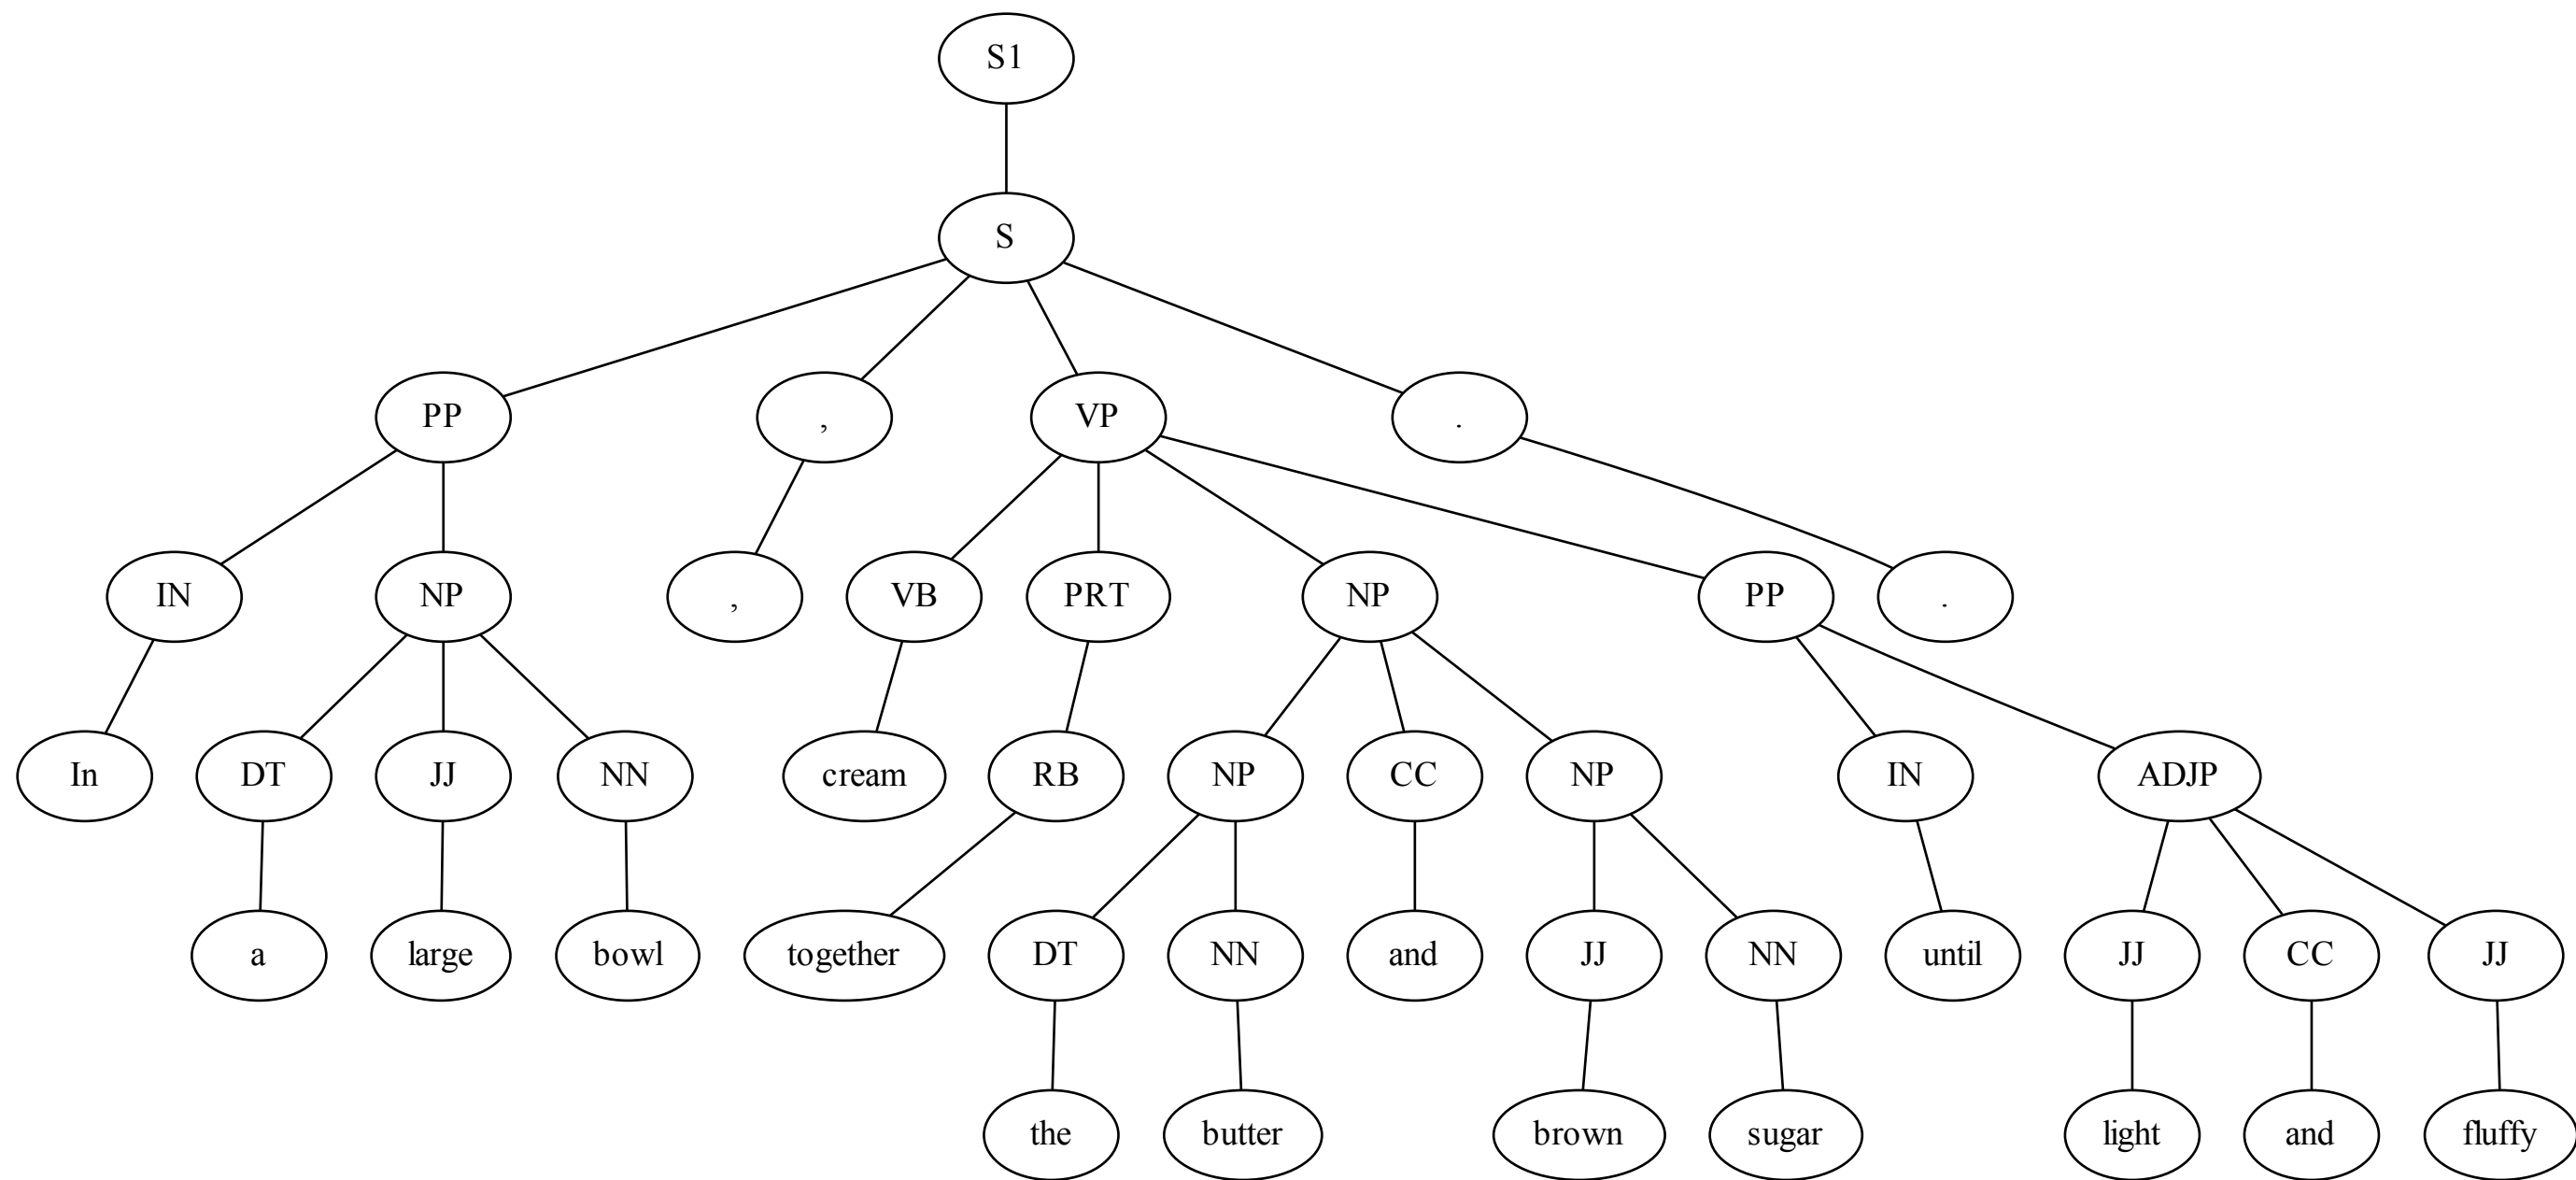 S1
S
PP , VP .
IN NP , VB PRT NP PP .
In DT JJ NN cream RB NP CC NP IN ADJP
a large bowl together DT NN and JJ NN until JJ CC JJ
the butter brown sugar light and fluffy